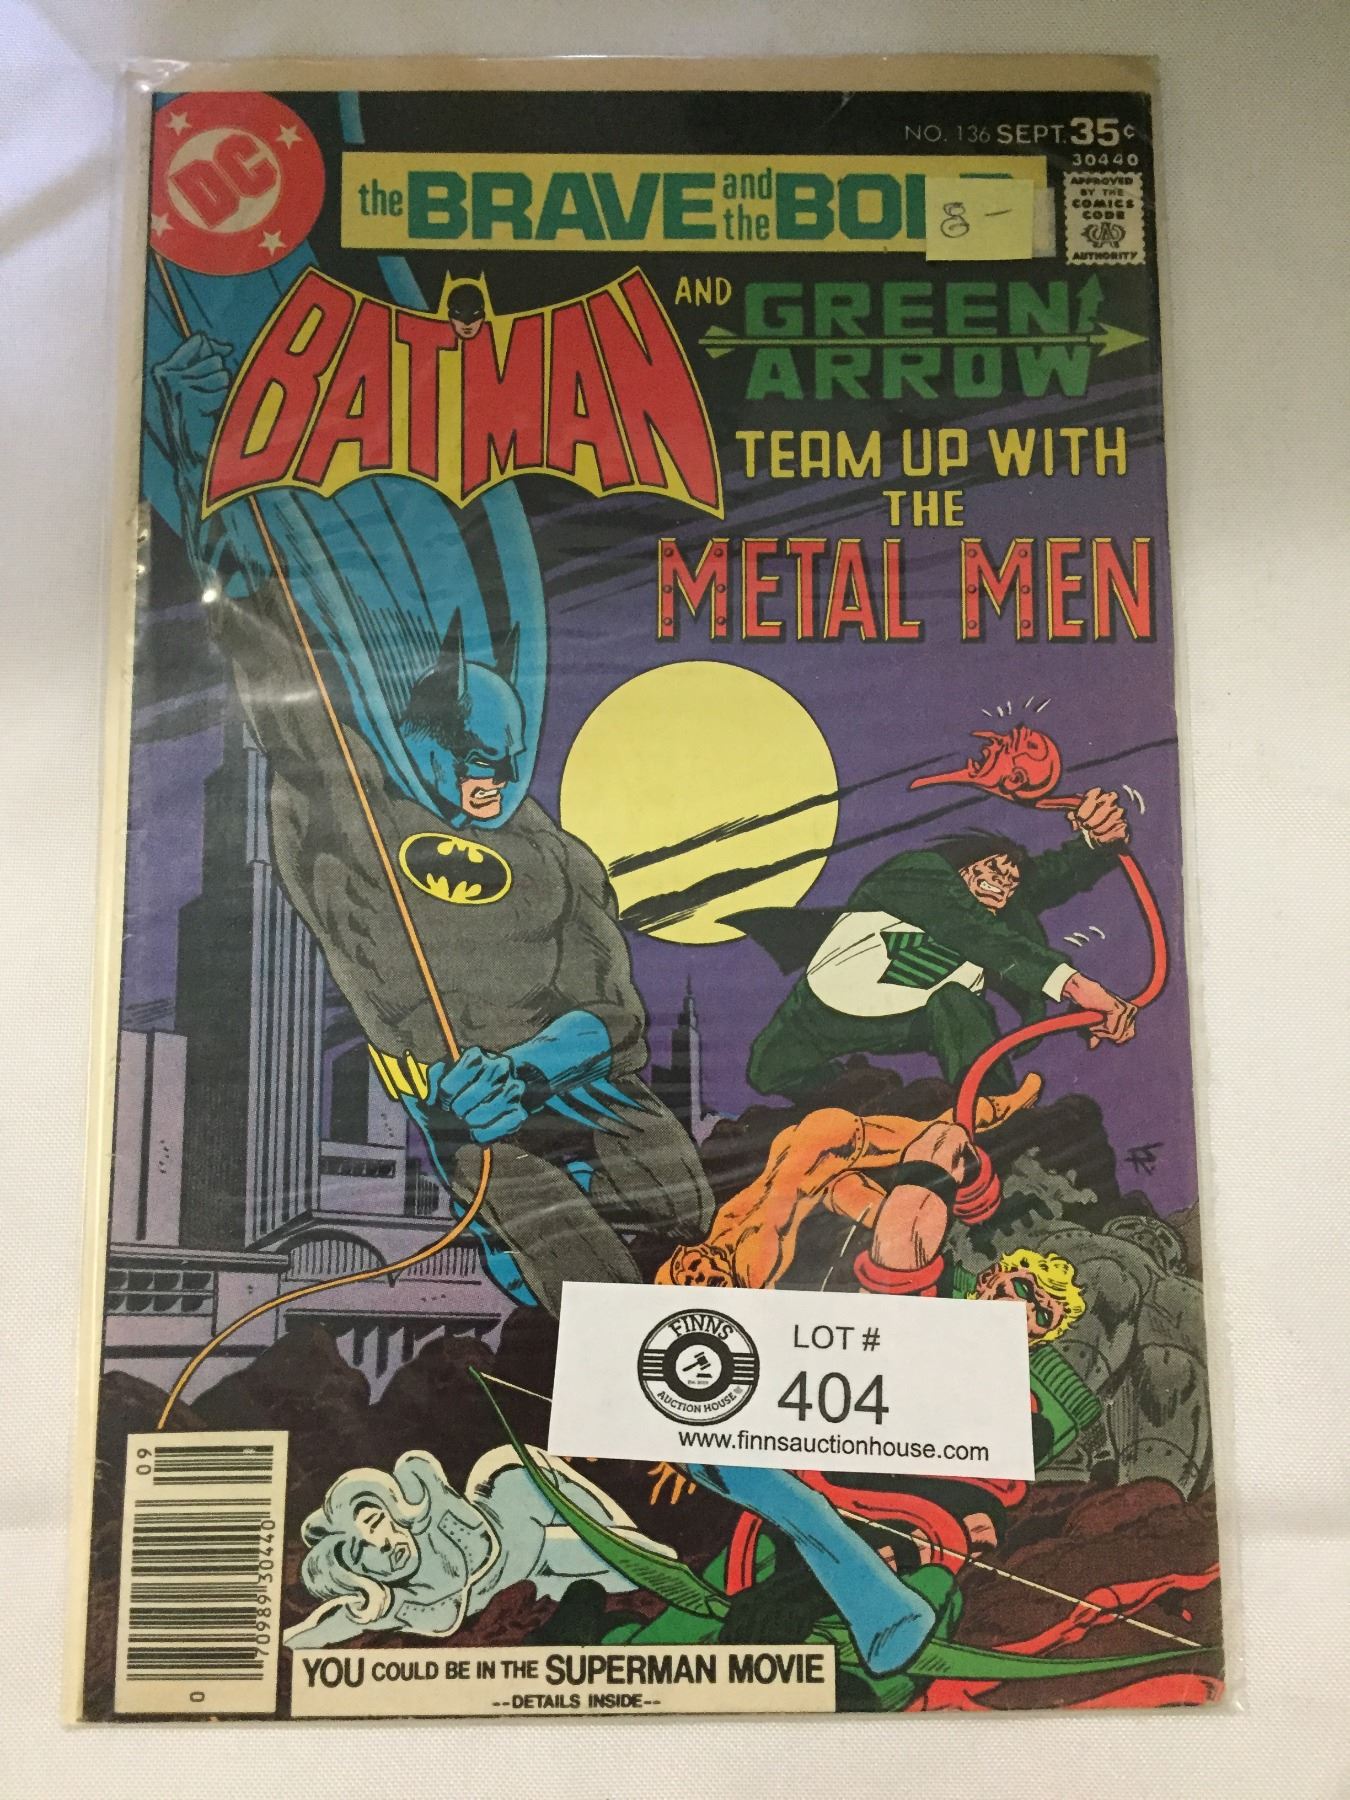 DC
NO. 136 SEPT. 35¢
30440
APPROVED
BY THE
COMICS
CODE
AUTHORITY
the BRAVE and the BOL
8 -
BATMAN AND GREEN ARROW
TEAM UP WITH
THE
METAL MEN
FINNS
AUCTION HOUSE
LOT #
404
www.finnsauctionhouse.com
09
70989 30440
0
YOU COULD BE IN THE SUPERMAN MOVIE
--DETAILS INSIDE--